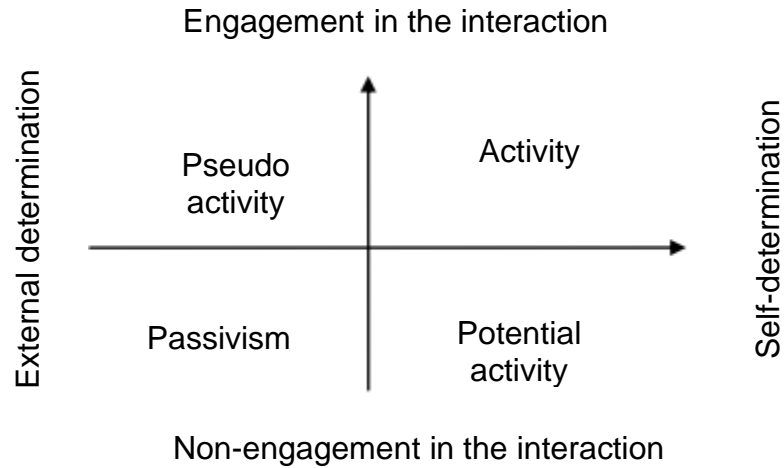 Engagement in the interaction
External determination
Pseudo
activity
Activity
Self-determination
Passivism
Potential
activity
Non-engagement in the interaction